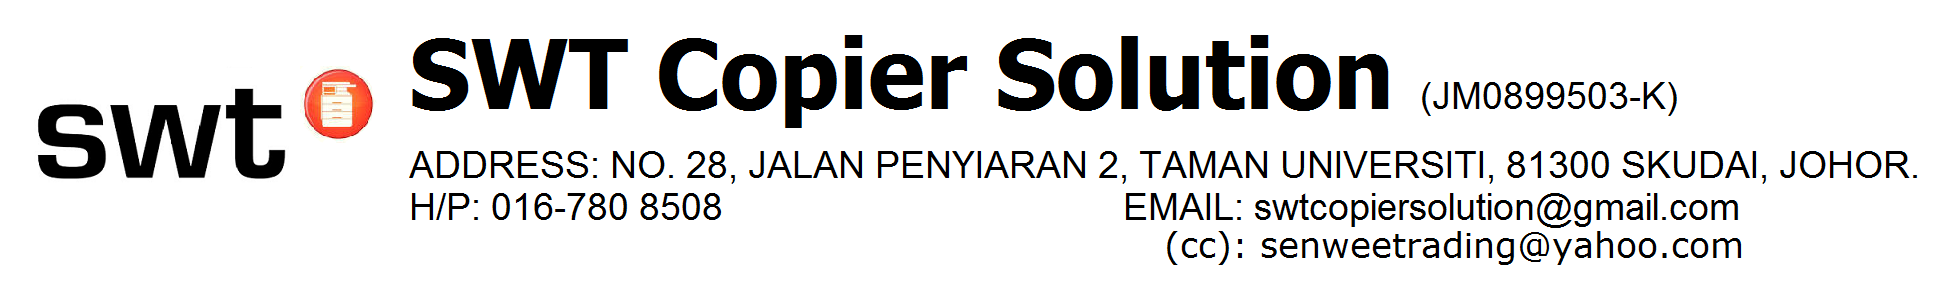 swt
SWT Copier Solution (JM0899503-K)
ADDRESS: NO. 28, JALAN PENYIARAN 2, TAMAN UNIVERSITI, 81300 SKUDAI, JOHOR.
H/P: 016-780 8508 EMAIL: swtcopiersolution@gmail.com
(cc): senweetrading@yahoo.com